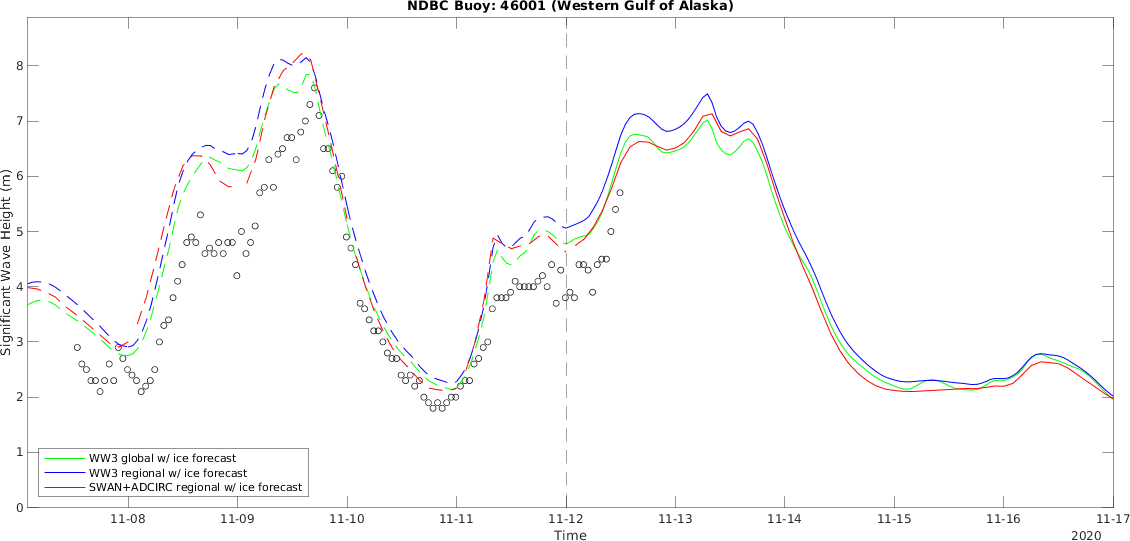 NDBC Buoy: 46001 (Western Gulf of Alaska)
Significant Wave Height (m)
8
7
6
5
4
3
2
1
0
WW3 global w/ ice forecast
WW3 regional w/ ice forecast
SWAN+ADCIRC regional w/ ice forecast
11-08 11-09 11-10 11-11 11-12 11-13 11-14 11-15 11-16 11-17
Time
2020